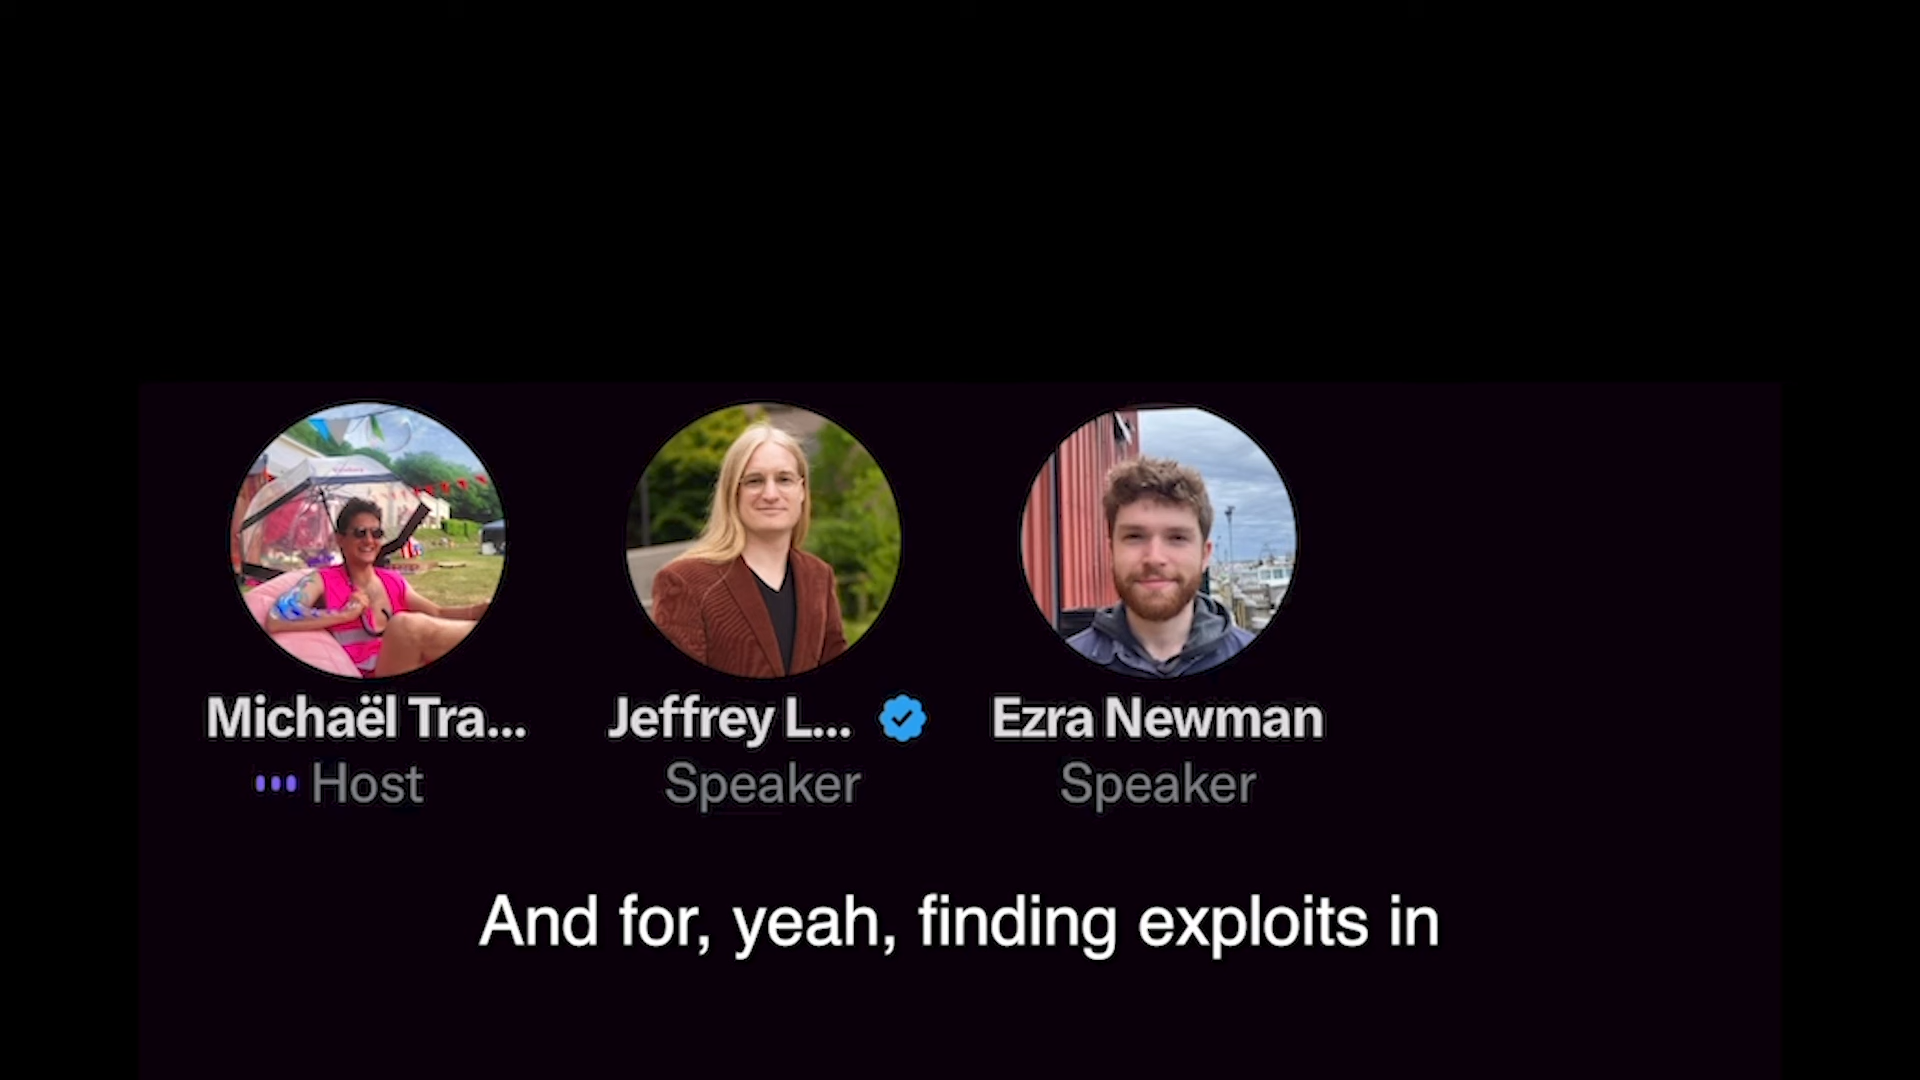 Michaël Tra...
Jeffrey L...
Ezra Newman
Host
Speaker
Speaker
And for, yeah, finding exploits in